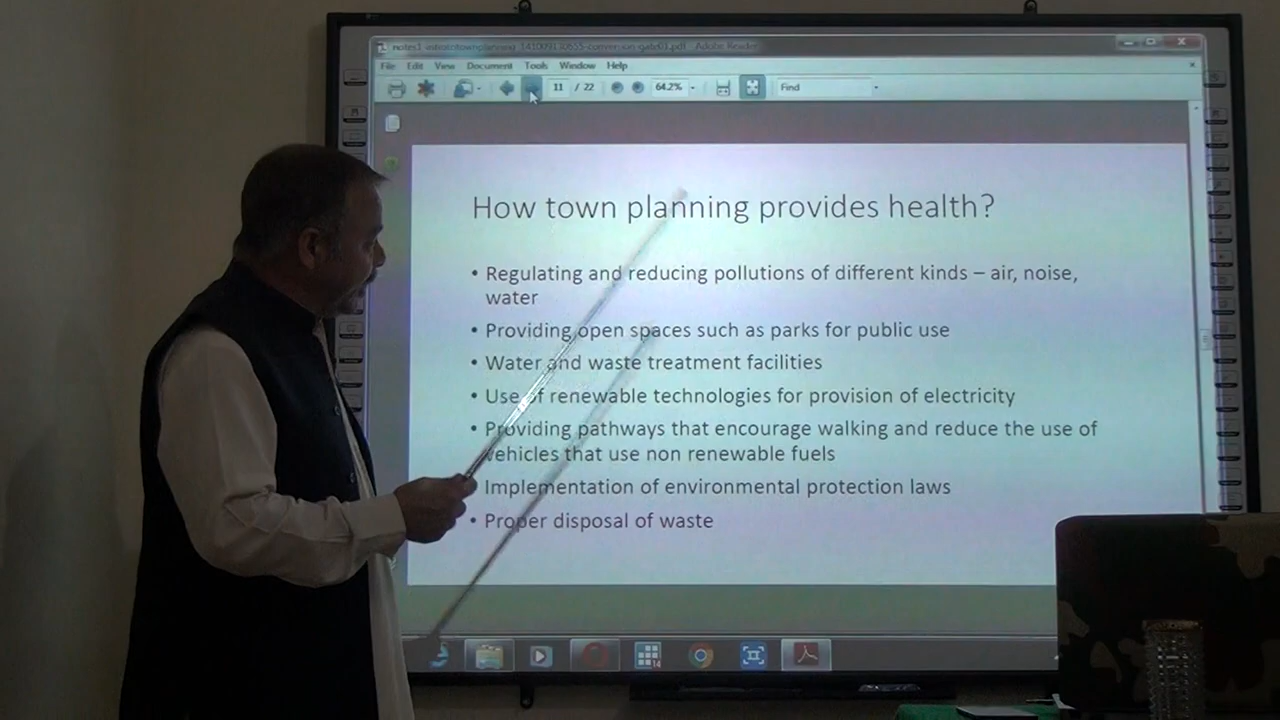 File Edit View Document Tools Window Help
11 / 22 64.2% Find
How town planning provides health?
• Regulating and reducing pollutions of different kinds – air, noise,
water
• Providing open spaces such as parks for public use
• Water and waste treatment facilities
• Use of renewable technologies for provision of electricity
• Providing pathways that encourage walking and reduce the use of
vehicles that use non renewable fuels
Implementation of environmental protection laws
• Proper disposal of waste
14